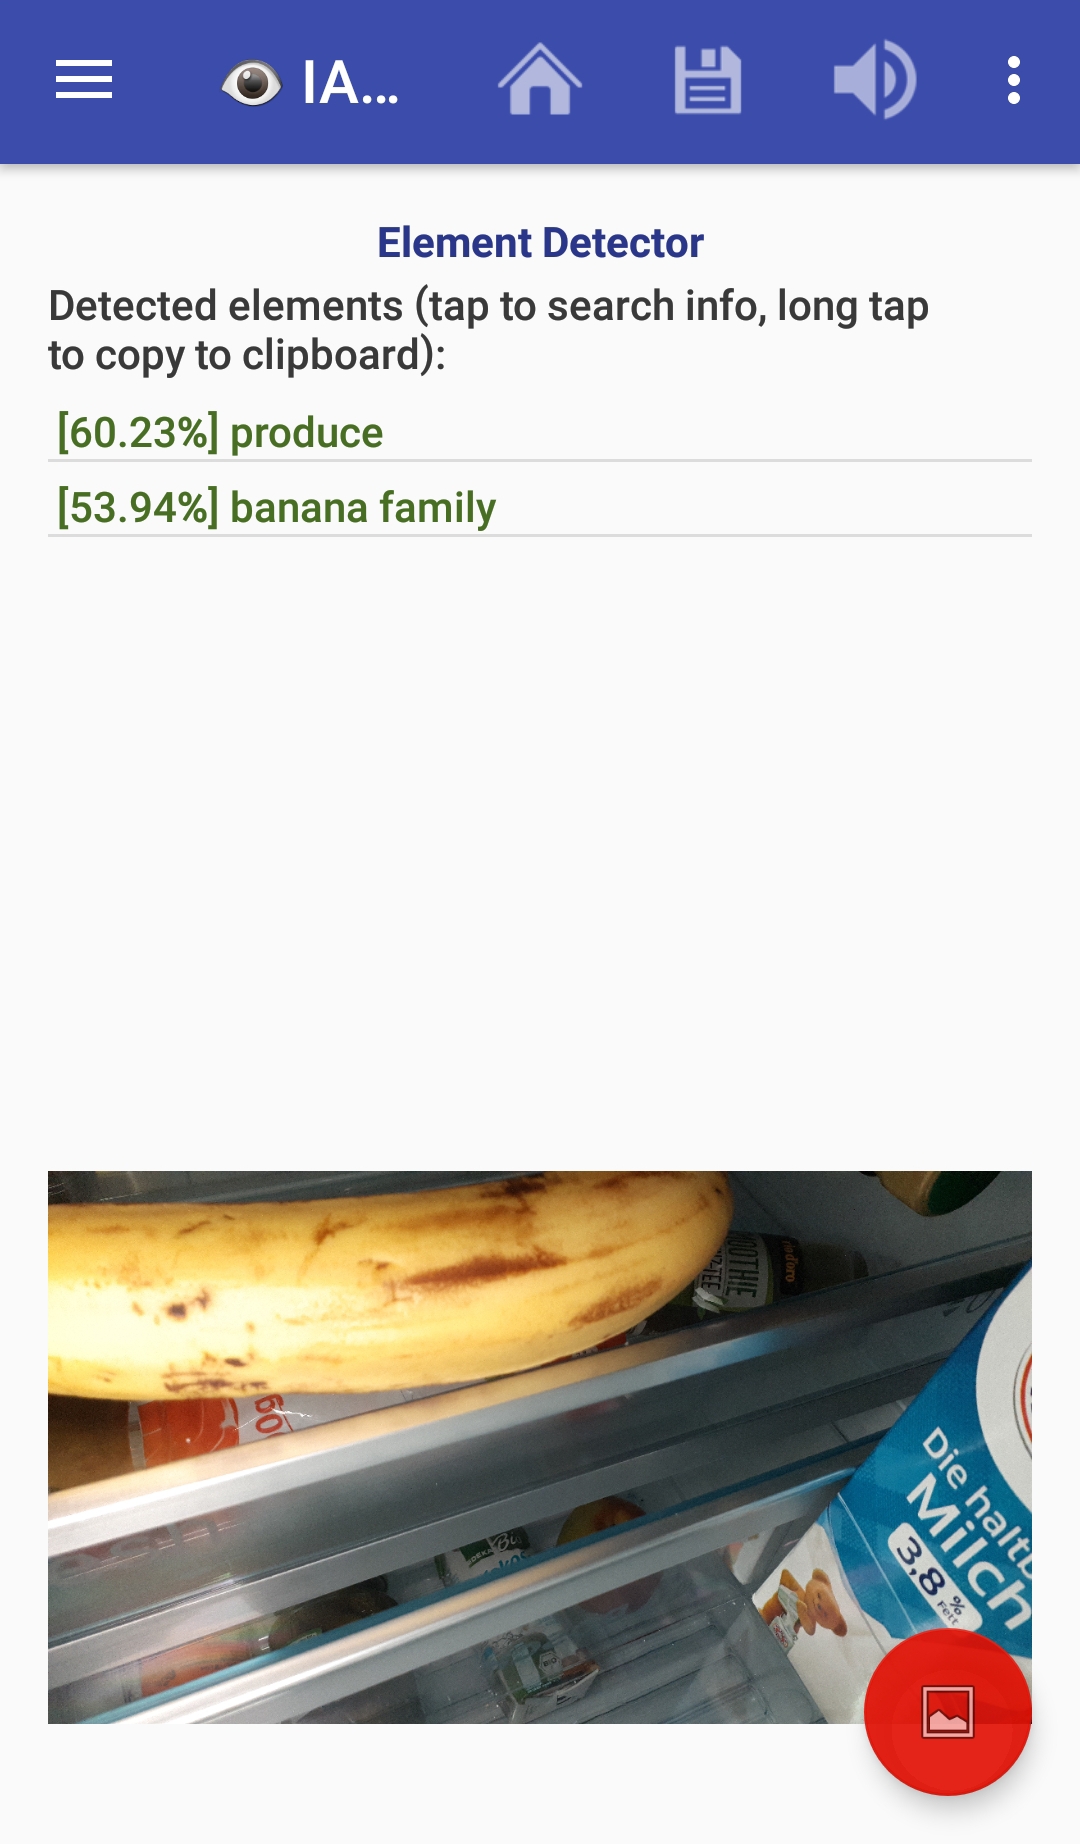 IA...
Element Detector
Detected elements (tap to search info, long tap
to copy to clipboard):
[60.23%] produce
[53.94%] banana family
Die haltb
Milch
3,8 %
Fett
Bio